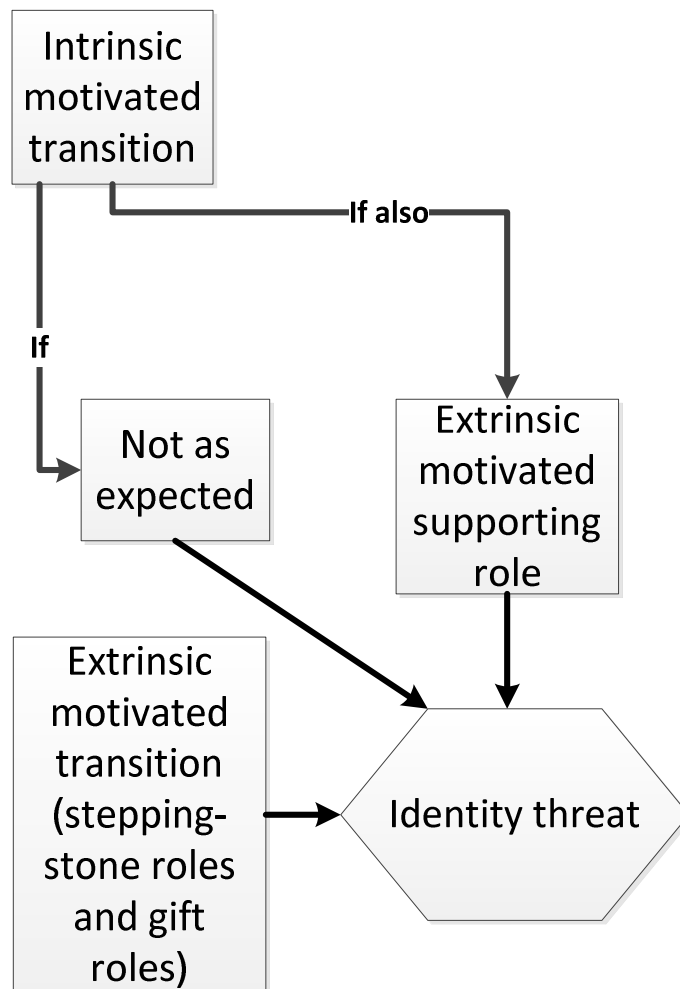 Intrinsic
motivated
transition
If also
If
Not as
expected
Extrinsic
motivated
supporting
role
Extrinsic
motivated
transition
(stepping-
stone roles
and gift
roles)
Identity threat